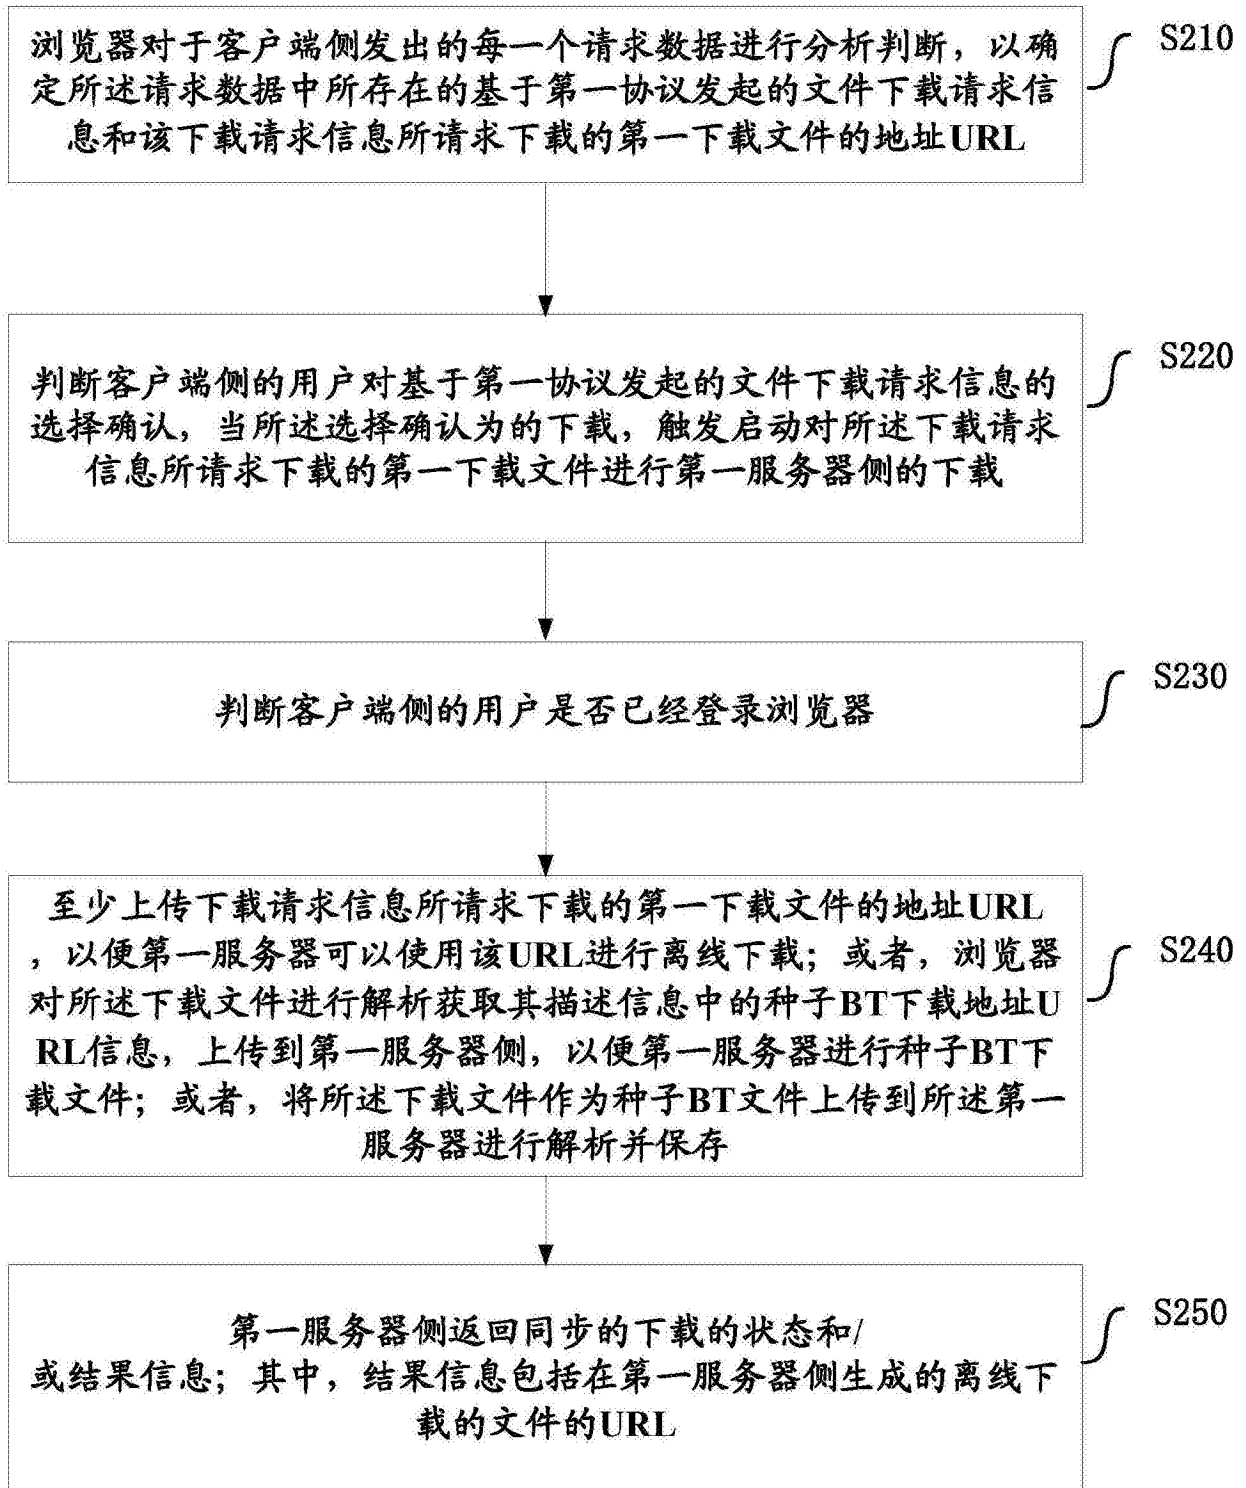 浏览器对于客户端侧发出的每一个请求数据进行分析判断，以确
定所述请求数据中所存在的基于第一协议发起的文件下载请求信
息和该下载请求信息所请求下载的第一下载文件的地址URL
S210
判断客户端侧的用户对基于第一协议发起的文件下载请求信息的
选择确认，当所述选择确认为的下载，触发启动对所述下载请求
信息所请求下载的第一下载文件进行第一服务器侧的下载
S220
判断客户端侧的用户是否已经登录浏览器
S230
至少上传下载请求信息所请求下载的第一下载文件的地址URL
，以便第一服务器可以使用该URL进行离线下载；或者，浏览器
对所述下载文件进行解析获取其描述信息中的种子BT下载地址U
RL信息，上传到第一服务器侧，以便第一服务器进行种子BT下
载文件；或者，将所述下载文件作为种子BT文件上传到所述第一
服务器进行解析并保存
S240
第一服务器侧返回同步的下载的状态和/
或结果信息；其中，结果信息包括在第一服务器侧生成的离线下
载的文件的URL
S250